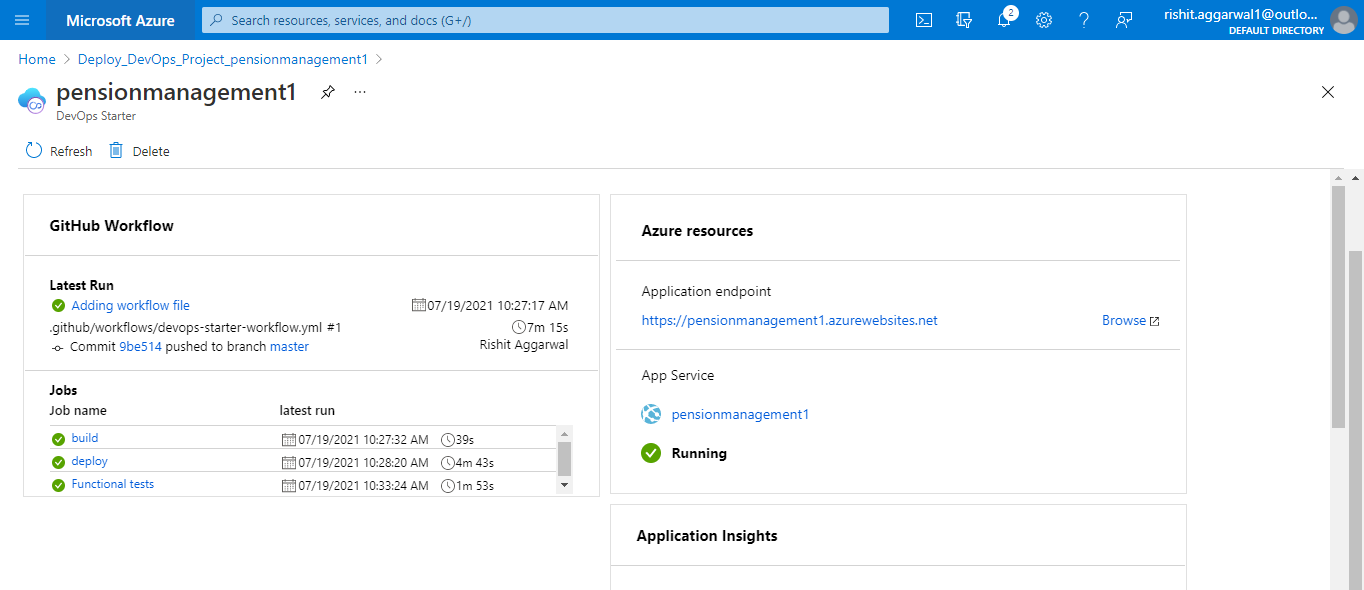 Microsoft Azure
Search resources, services, and docs (G+/)
2
rishit.aggarwal1@outlo...
DEFAULT DIRECTORY
Home > Deploy_DevOps_Project_pensionmanagement1 >
pensionmanagement1
...
DevOps Starter
Refresh
Delete
GitHub Workflow
Latest Run
Adding workflow file 07/19/2021 10:27:17 AM
.github/workflows/devops-starter-workflow.yml #1 7m 15s
Commit 9be514 pushed to branch master Rishit Aggarwal
Jobs
Job name latest run
build 07/19/2021 10:27:32 AM 39s
deploy 07/19/2021 10:28:20 AM 4m 43s
Functional tests 07/19/2021 10:33:24 AM 1m 53s
Azure resources
Application endpoint
https://pensionmanagement1.azurewebsites.net Browse
App Service
pensionmanagement1
Running
Application Insights